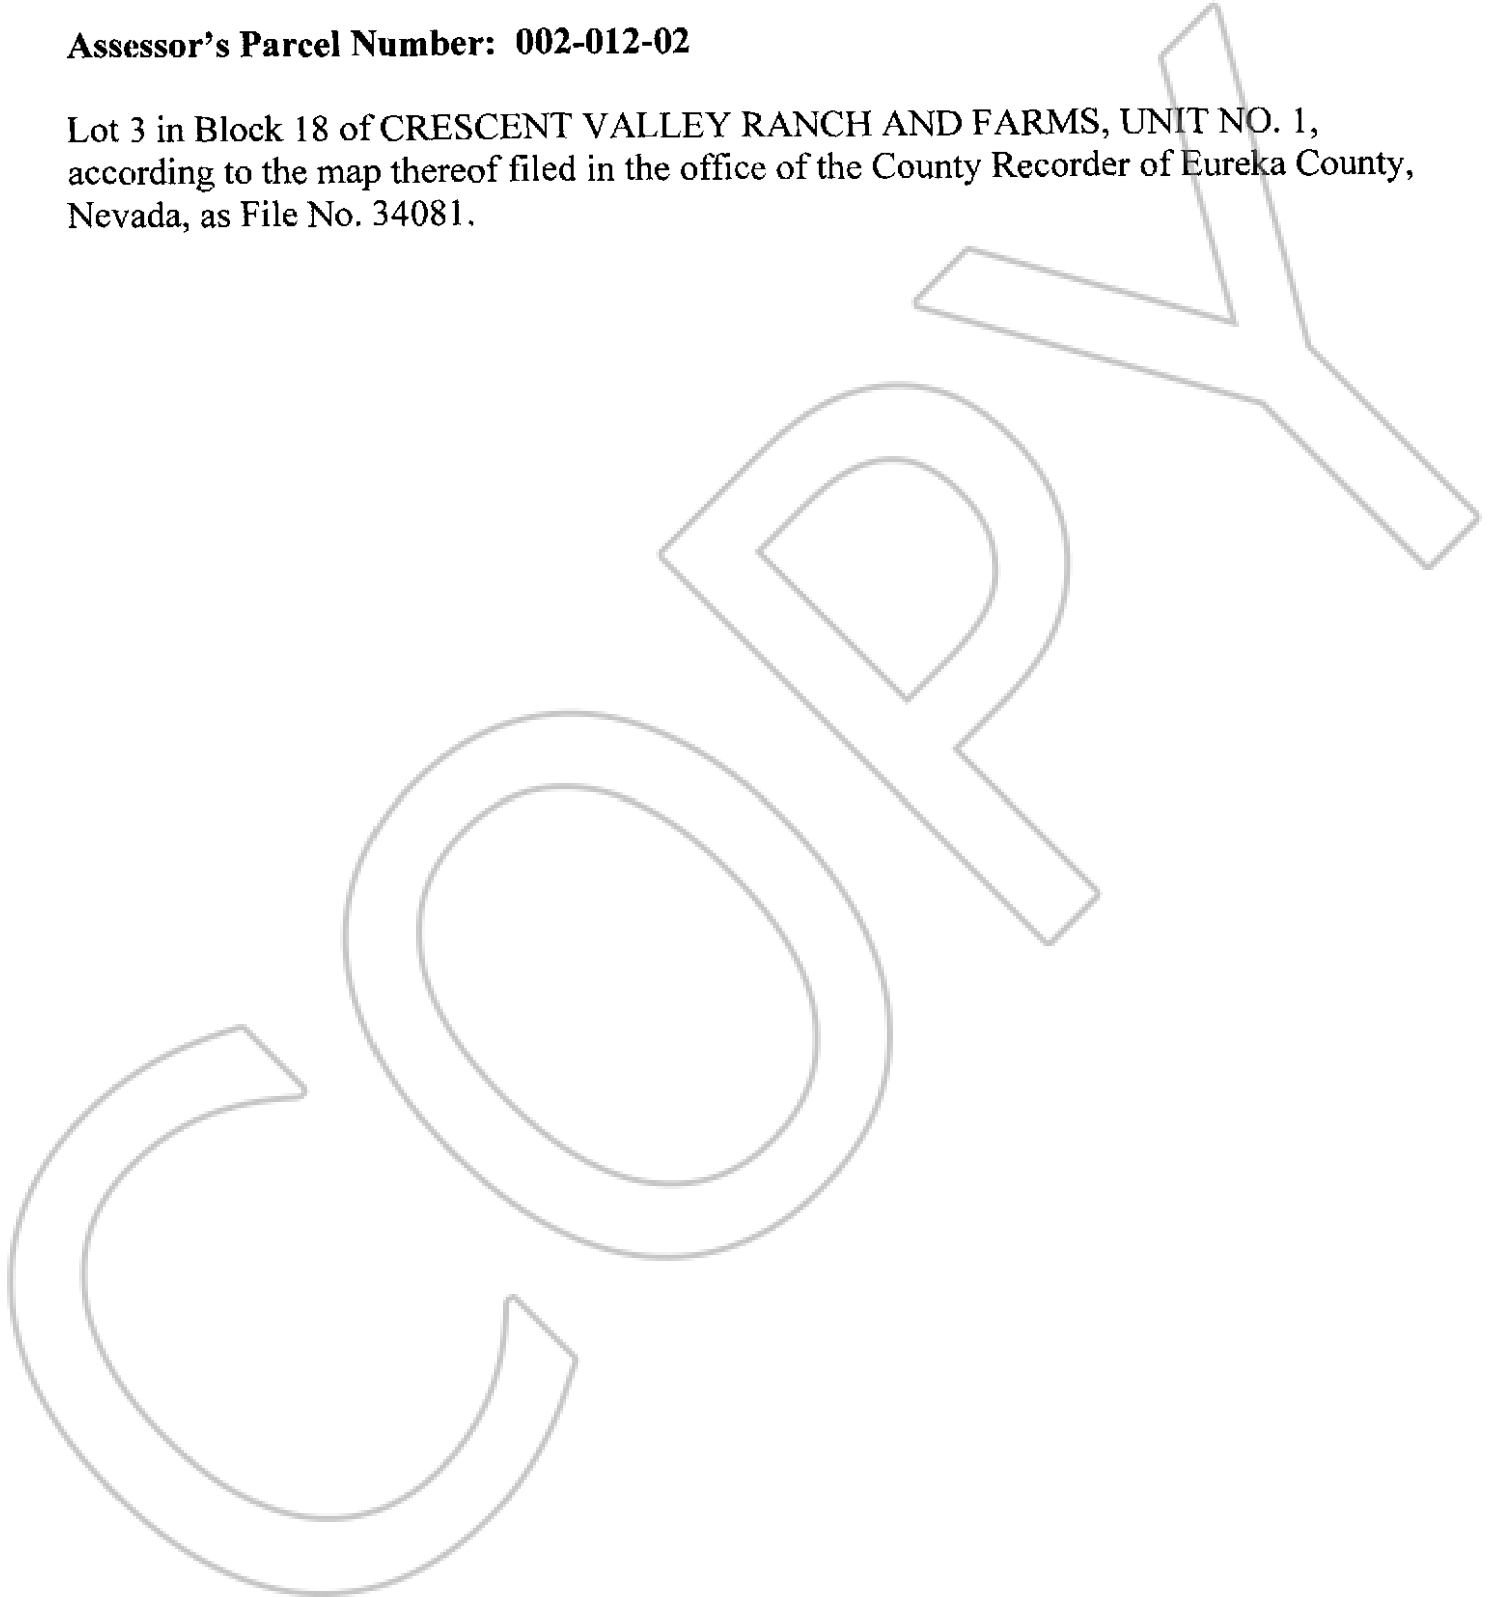 Assessor's Parcel Number: 002-012-02
Lot 3 in Block 18 of CRESCENT VALLEY RANCH AND FARMS, UNIT NO. 1,
according to the map thereof filed in the office of the County Recorder of Eureka County,
Nevada, as File No. 34081.
COPY